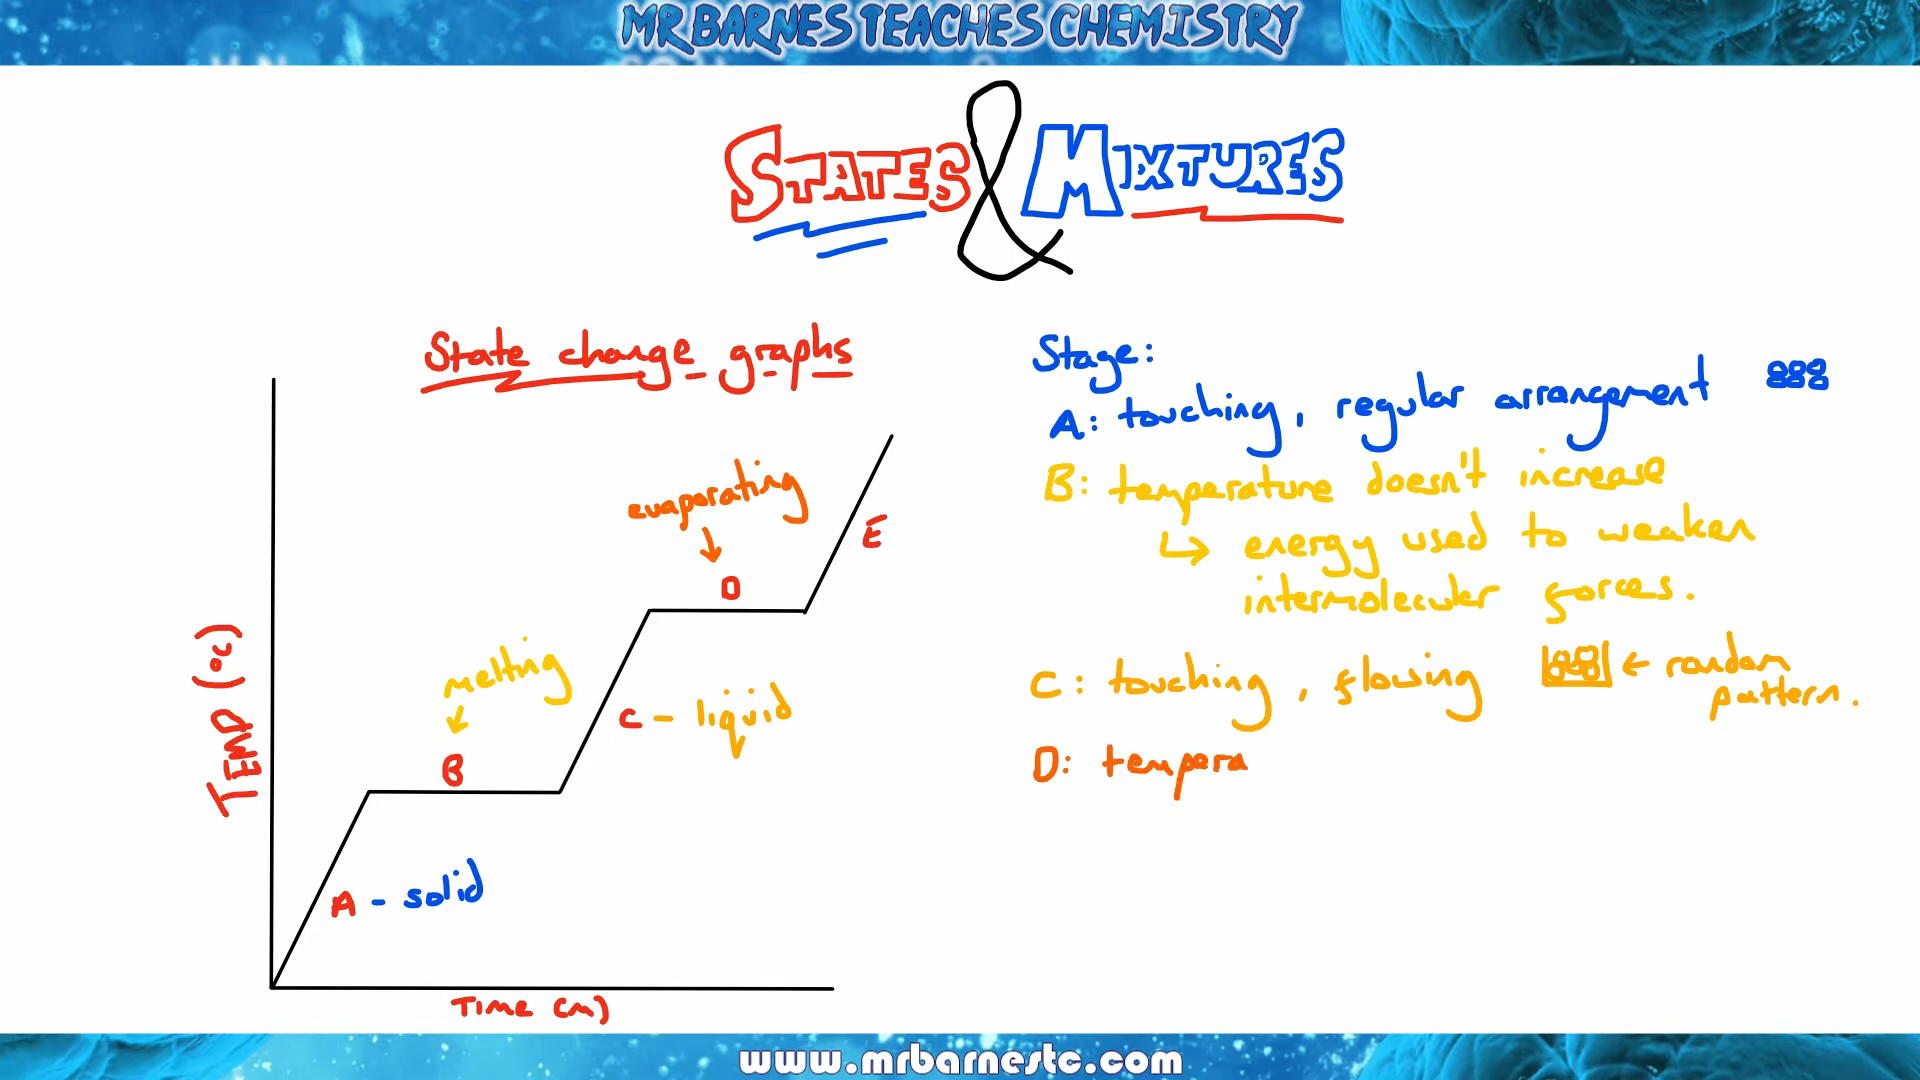 MR BARNES TEACHES CHEMISTRY
STATES & MIXTURES
State change graphs
TEMP (°C)
evaporating
D
E
melting
B
C - liquid
A - solid
Time (m)
Stage:
A: touching, regular arrangement
B: temperature doesn't increase
↳ energy used to weaken
intermolecular forces.
C: touching, flowing ← random
pattern.
D: tempera
www.mrbarnestc.com